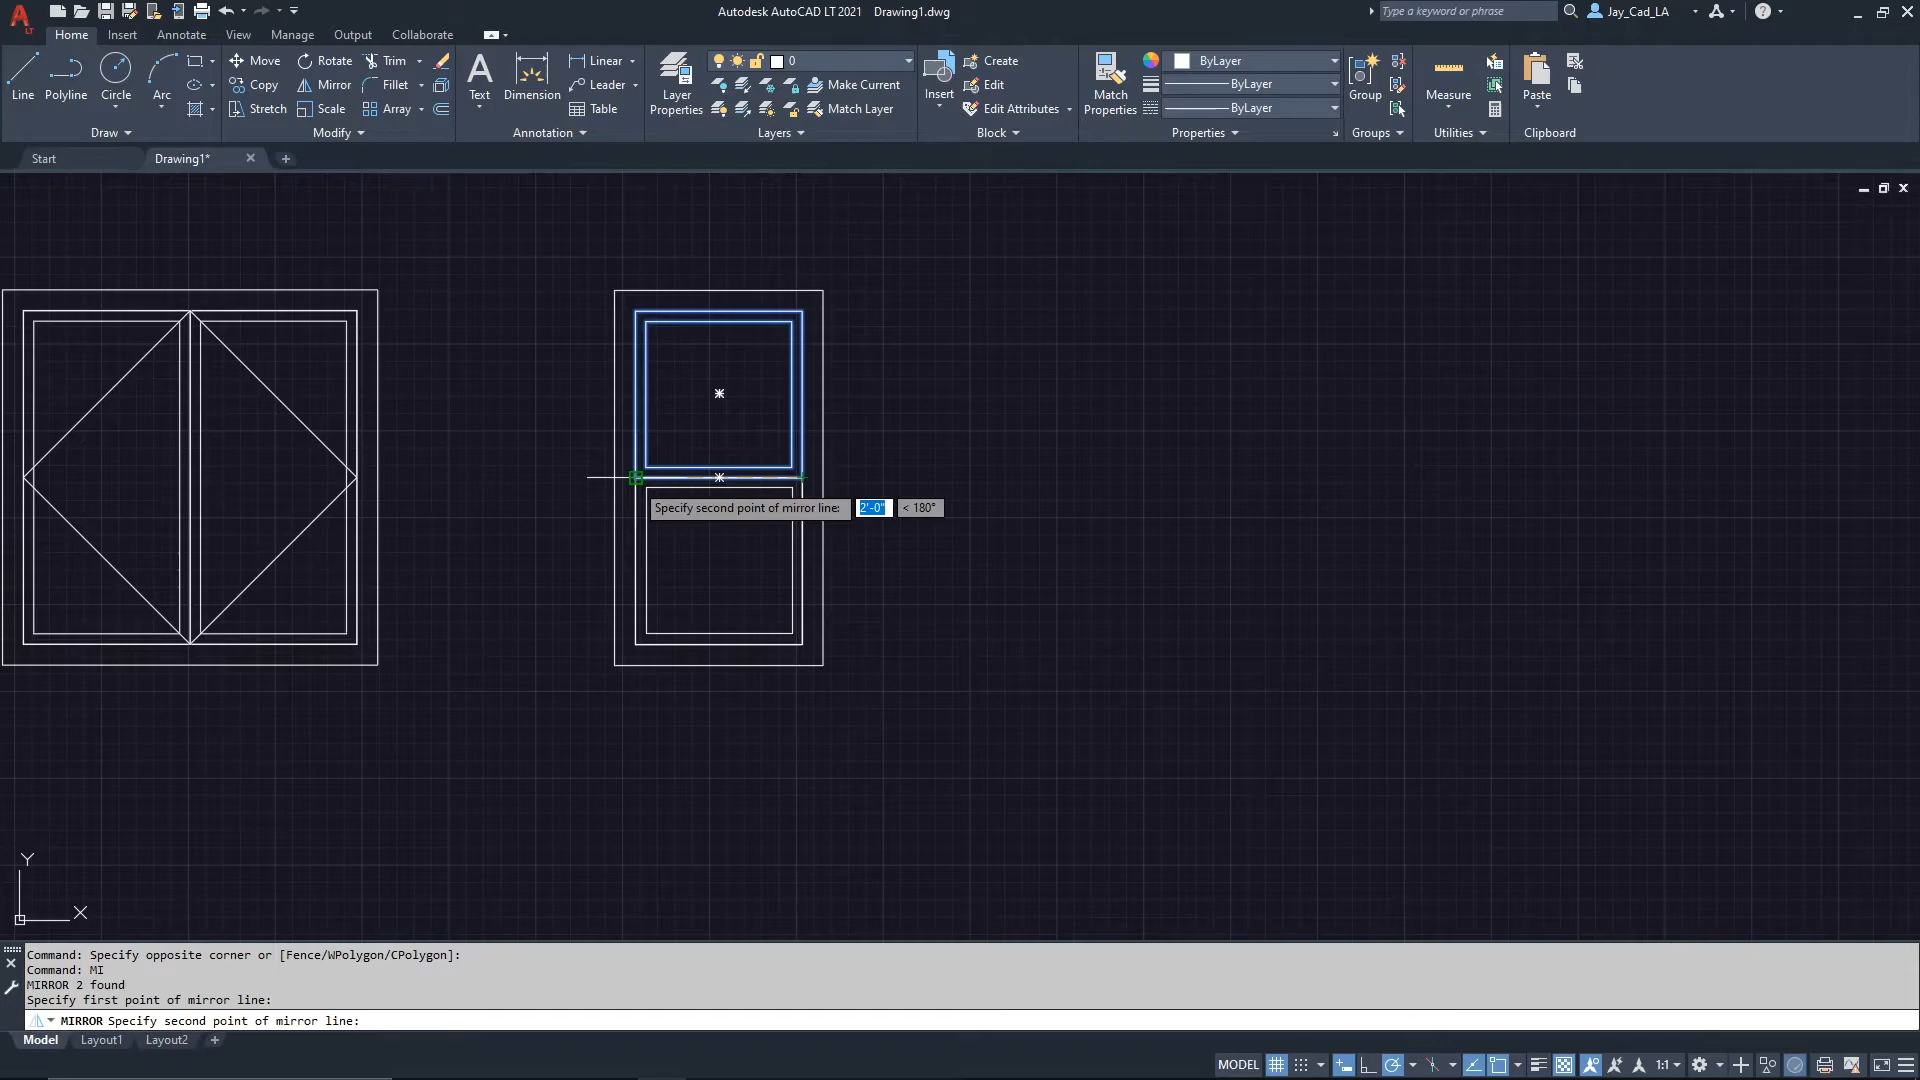 Autodesk AutoCAD LT 2021 Drawing1.dwg
Type a keyword or phrase
Jay_Cad_LA
LT
Home Insert Annotate View Manage Output Collaborate
Line Polyline Circle Arc
Move Rotate Trim
Copy Mirror Fillet
Stretch Scale Array
Text Dimension
Linear
Leader
Table
Layer Properties
0
Make Current
Match Layer
Insert
Create
Edit
Edit Attributes
Match Properties
ByLayer
ByLayer
ByLayer
Group
Measure
Paste
Draw Modify Annotation Layers Block Properties Groups Utilities Clipboard
Start Drawing1* +
Specify second point of mirror line: 2'-0" < 180°
Y
X
Command: Specify opposite corner or [Fence/WPolygon/CPolygon]:
Command: MI
MIRROR 2 found
Specify first point of mirror line:
MIRROR Specify second point of mirror line:
Model Layout1 Layout2 +
MODEL 1:1